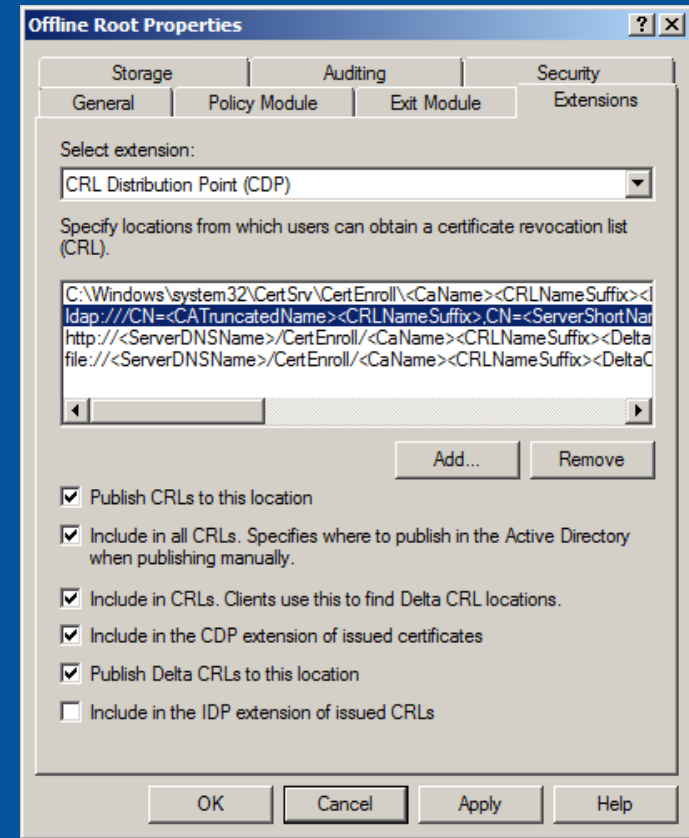 Offline Root Properties
Storage Auditing Security
General Policy Module Exit Module Extensions
Select extension:
CRL Distribution Point (CDP)
Specify locations from which users can obtain a certificate revocation list
(CRL).
C:\Windows\system32\CertSrv\CertEnroll\<CaName><CRLNameSuffix><
ldap:///CN=<CATruncatedName><CRLNameSuffix>,CN=<ServerShortNar
http://<ServerDNSName>/CertEnroll/<CaName><CRLNameSuffix><Delta
file://<ServerDNSName>/CertEnroll/<CaName><CRLNameSuffix><DeltaC
Add... Remove
Publish CRLs to this location
Include in all CRLs. Specifies where to publish in the Active Directory
when publishing manually.
Include in CRLs. Clients use this to find Delta CRL locations.
Include in the CDP extension of issued certificates
Publish Delta CRLs to this location
Include in the IDP extension of issued CRLs
OK Cancel Apply Help